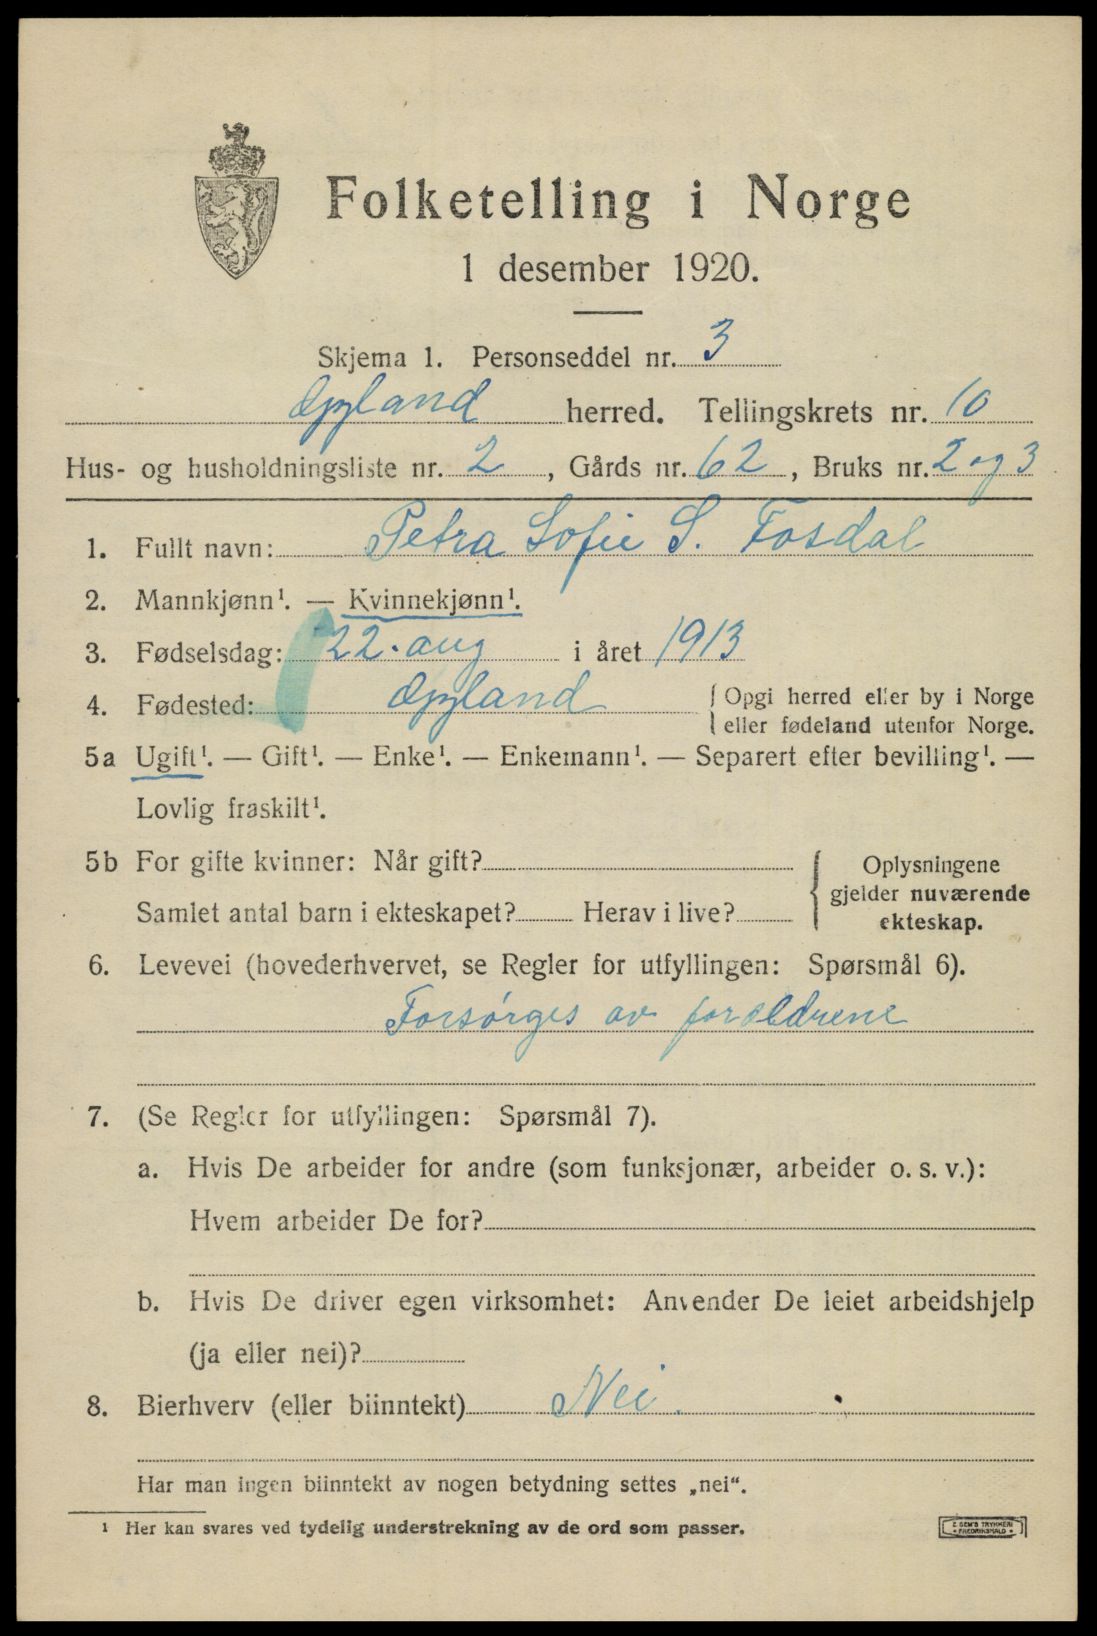 Folketelling i Norge
1 desember 1920.
Skjema 1. Personseddel nr. 3
Gyland herred. Tellingskrets nr. 10
Hus- og husholdningsliste nr. 2, Gårds nr. 62, Bruks nr. 2 og 3
1. Fullt navn: Petra Sofie S. Fosdal
2. Mannkjønn¹. — Kvinnekjønn¹.
3. Fødselsdag: 22. aug i året 1913
4. Fødested: Gyland { Opgi herred eller by i Norge
eller fødeland utenfor Norge.
5a Ugift¹. — Gift¹. — Enke¹. — Enkemann¹. — Separert efter bevilling¹. —
Lovlig fraskilt¹.
5b For gifte kvinner: Når gift?
Samlet antal barn i ekteskapet? Herav i live?
{ Oplysningene
gjelder nuværende
ekteskap.
6. Levevei (hovederhvervet, se Regler for utfyllingen: Spørsmål 6).
Forsørges av forældrene
7. (Se Regler for utfyllingen: Spørsmål 7).
a. Hvis De arbeider for andre (som funksjonær, arbeider o. s. v.):
Hvem arbeider De for?
b. Hvis De driver egen virksomhet: Anvender De leiet arbeidshjelp
(ja eller nei)?
8. Bierhverv (eller biinntekt) Nei.
Har man ingen biinntekt av nogen betydning settes „nei“.
¹ Her kan svares ved tydelig understrekning av de ord som passer.
E SEM'S TRYKKERI
• FREDRIKSHALD •